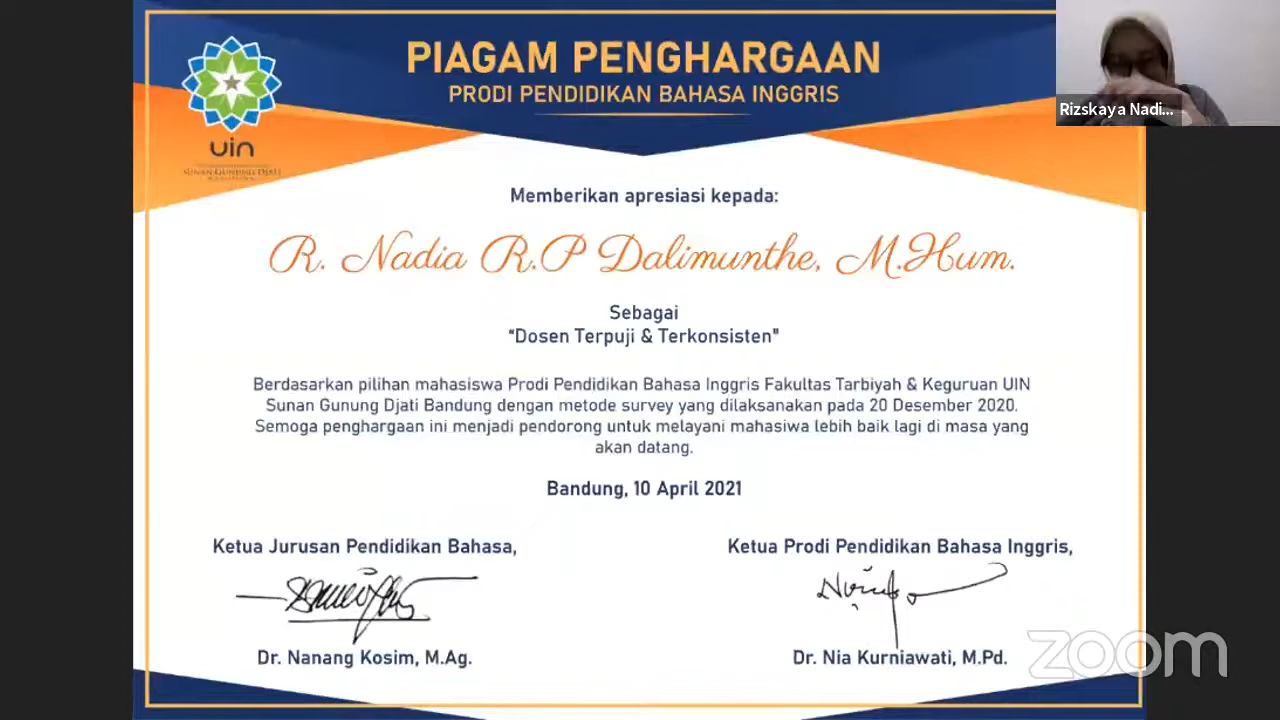 PIAGAM PENGHARGAAN
PRODI PENDIDIKAN BAHASA INGGRIS
Rizskaya Nadi...
uin
SUNAN GUNUNG DJATI
Memberikan apresiasi kepada:
R. Nadia R.P Dalimunthe, M.Hum.
Sebagai
"Dosen Terpuji & Terkonsisten"
Berdasarkan pilihan mahasiswa Prodi Pendidikan Bahasa Inggris Fakultas Tarbiyah & Keguruan UIN
Sunan Gunung Djati Bandung dengan metode survey yang dilaksanakan pada 20 Desember 2020.
Semoga penghargaan ini menjadi pendorong untuk melayani mahasiwa lebih baik lagi di masa yang
akan datang.
Bandung, 10 April 2021
Ketua Jurusan Pendidikan Bahasa,
Ketua Prodi Pendidikan Bahasa Inggris,
Dr. Nanang Kosim, M.Ag.
Dr. Nia Kurniawati, M.Pd.
zoom